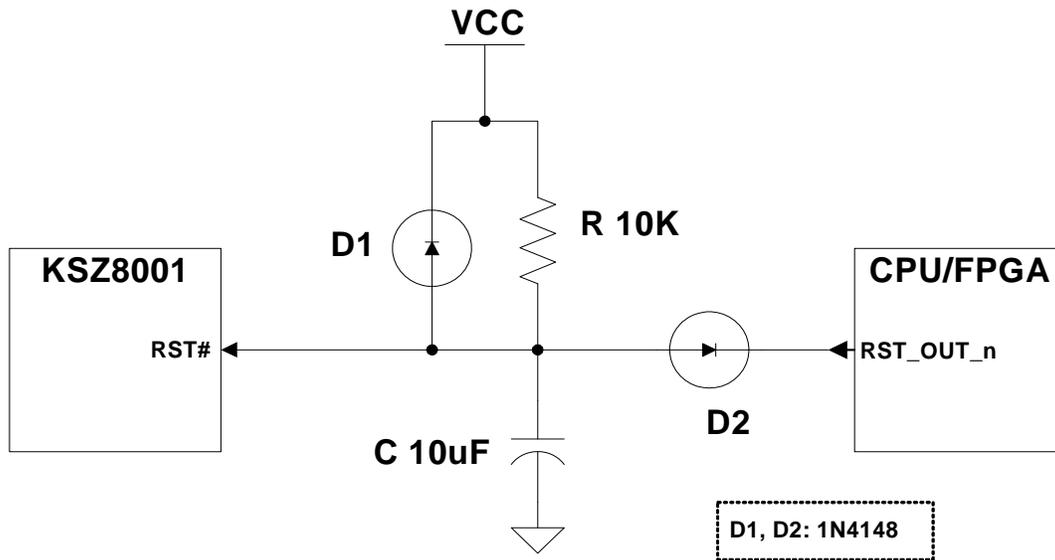 VCC
D1
R 10K
KSZ8001
CPU/FPGA
RST#
RST_OUT_n
D2
C 10uF
D1, D2: 1N4148